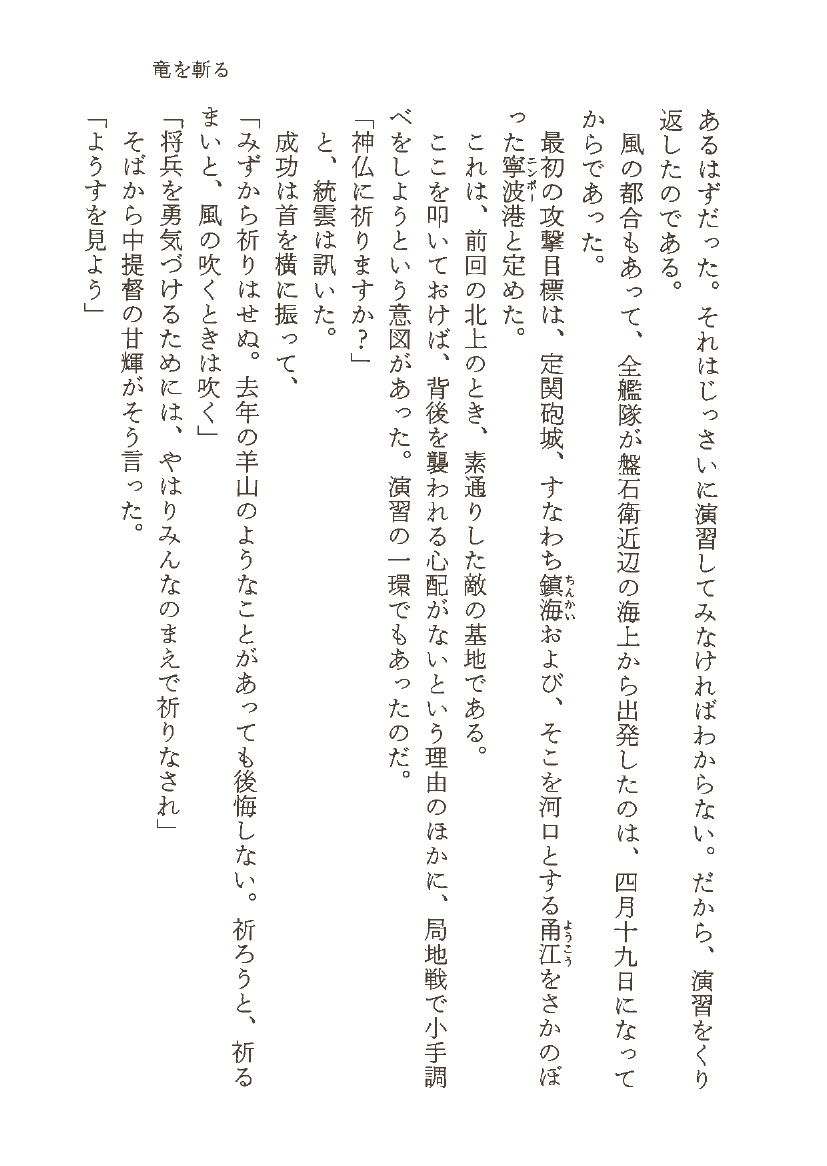 竜を斬る
あるはずだった。それはじっさいに演習してみなければわからない。だから、演習をくり
返したのである。
風の都合もあって、全艦隊が盤石衛近辺の海上から出発したのは、四月十九日になって
からであった。
最初の攻撃目標は、定関砲城、すなわち鎮海および、そこを河口とする甬江をさかのぼ
った寧波港と定めた。
これは、前回の北上のとき、素通りした敵の基地である。
ここを叩いておけば、背後を襲われる心配がないという理由のほかに、局地戦で小手調
べをしようという意図があった。演習の一環でもあったのだ。
「神仏に祈りますか?」
と、統雲は訊いた。
成功は首を横に振って、
「みずから祈りはせぬ。去年の羊山のようなことがあっても後悔しない。祈ろうと、祈る
まいと、風の吹くときは吹く」
「将兵を勇気づけるためには、やはりみんなのまえで祈りなされ」
そばから中提督の甘輝がそう言った。
「ようすを見よう」